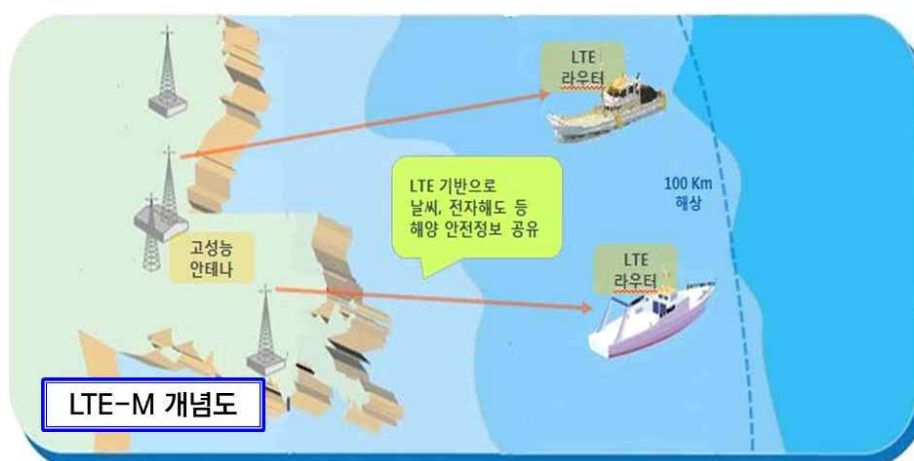 LTE
라우터
LTE 기반으로
날씨, 전자해도 등
해양 안전정보 공유
100 Km
해상
고성능
안테나
LTE
라우터
LTE-M 개념도